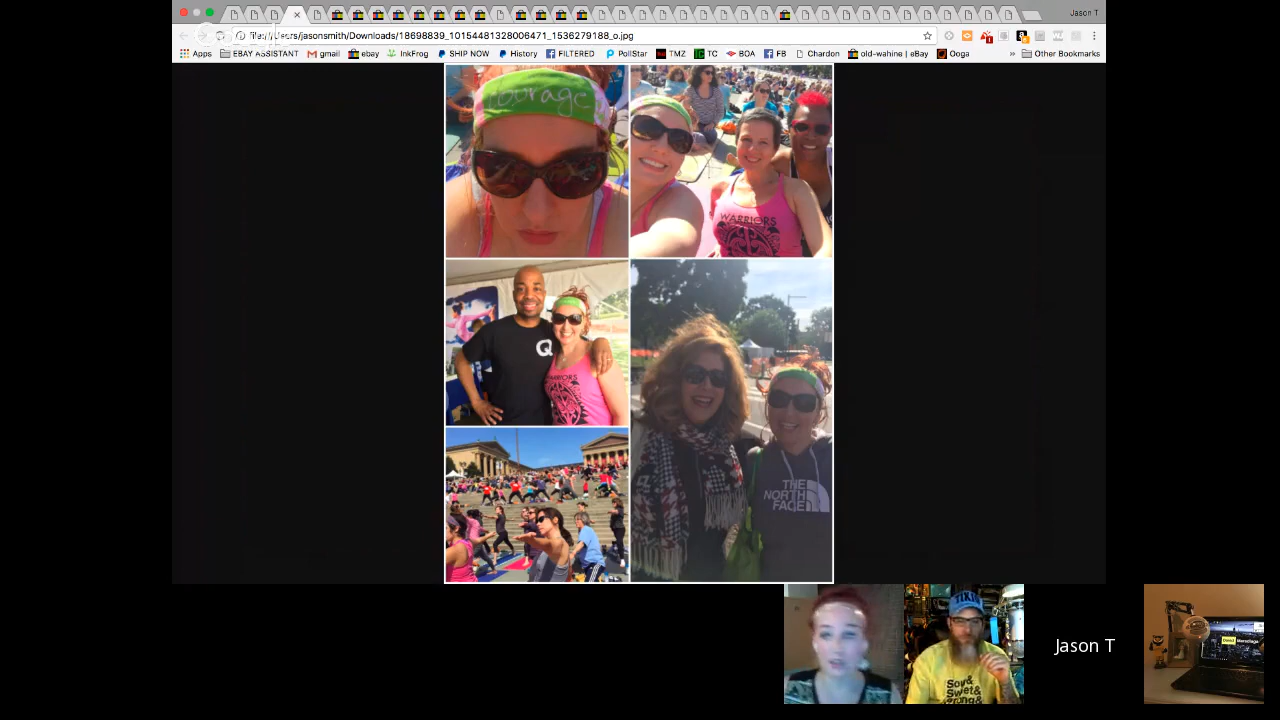 Jason T
file:///Users/jasonsmith/Downloads/18698839_10154481328006471_1536279188_o.jpg
Apps EBAY ASSISTANT gmail ebay InkFrog SHIP NOW History FILTERED PollStar TMZ TC BOA FB Chardon old-wahine | eBay Ooga » Other Bookmarks
courage
WARRIORS
Q
WARRIORS
THE
NORTH
FACE
Jason T